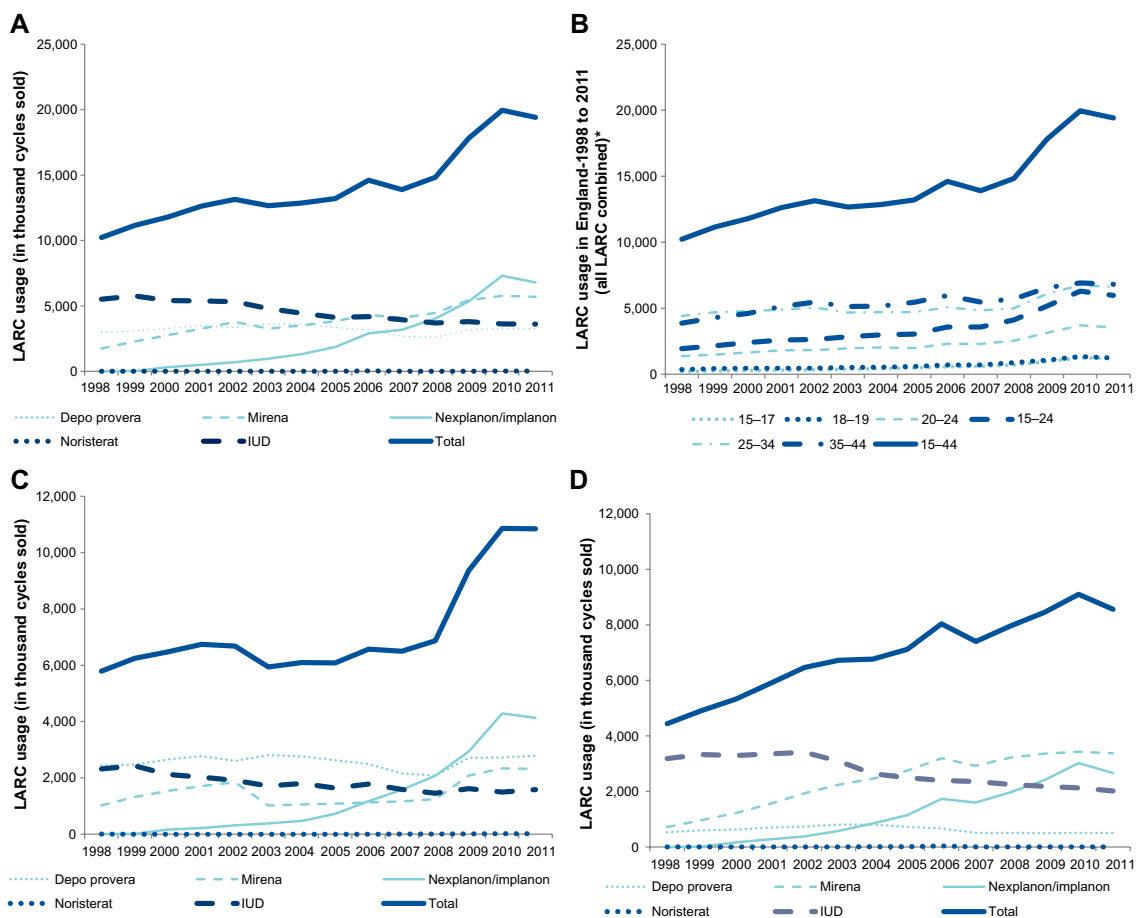 A
LARC usage (in thousand cycles sold)
25,000
20,000
15,000
10,000
5,000
0
1998 1999 2000 2001 2002 2003 2004 2005 2006 2007 2008 2009 2010 2011
Depo provera Mirena Nexplanon/implanon
Noristerat IUD Total
B
LARC usage in England-1998 to 2011
(all LARC combined)*
25,000
20,000
15,000
10,000
5,000
0
1998 1999 2000 2001 2002 2003 2004 2005 2006 2007 2008 2009 2010 2011
15–17 18–19 20–24 15–24
25–34 35–44 15–44
C
LARC usage (in thousand cycles sold)
12,000
10,000
8,000
6,000
4,000
2,000
0
1998 1999 2000 2001 2002 2003 2004 2005 2006 2007 2008 2009 2010 2011
Depo provera Mirena Nexplanon/implanon
Noristerat IUD Total
D
LARC usage (in thousand cycles sold)
12,000
10,000
8,000
6,000
4,000
2,000
0
1998 1999 2000 2001 2002 2003 2004 2005 2006 2007 2008 2009 2010 2011
Depo provera Mirena Nexplanon/implanon
Noristerat IUD Total